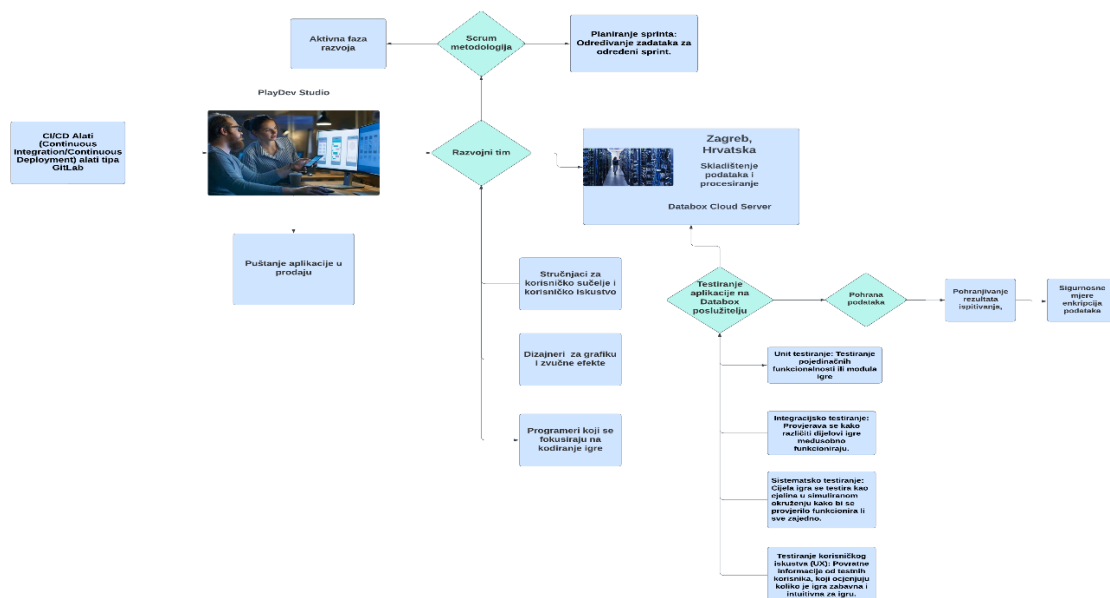 Aktivna faza
razvoja
Scrum
metodologija
Planiranje sprinta:
Određivanje zadataka za
određeni sprint.
PlayDev Studio
CI/CD Alati
(Continuous
Integration/Continuous
Deployment) alati tipa
GitLab
Razvojni tim
Zagreb,
Hrvatska
Skladištenje
podataka i
procesiranje
Databox Cloud Server
Puštanje aplikacije u
prodaju
Stručnjaci za
korisničko sučelje i
korisničko iskustvo
Testiranje
aplikacije na
Databox
poslužitelju
Pohrana
podataka
Pohranjivanje
rezultata
ispitivanja,
Sigurnosne
mjere
enkripcija
podataka
Dizajneri za grafiku
i zvučne efekte
Unit testiranje: Testiranje
pojedinačnih
funkcionalnosti ili modula
igre
Programeri koji se
fokusiraju na
kodiranje igre
Integracijsko testiranje:
Provjerava se kako
različiti dijelovi igre
međusobno
funkcioniraju.
Sistematsko testiranje:
Cijela igra se testira kao
cjelina u simuliranom
okruženju kako bi se
provjerilo funkcionira li
sve zajedno.
Testiranje korisničkog
iskustva (UX): Povratne
informacije od testnih
korisnika, koji ocjenjuju
koliko je igra zabavna i
intuitivna za igru.